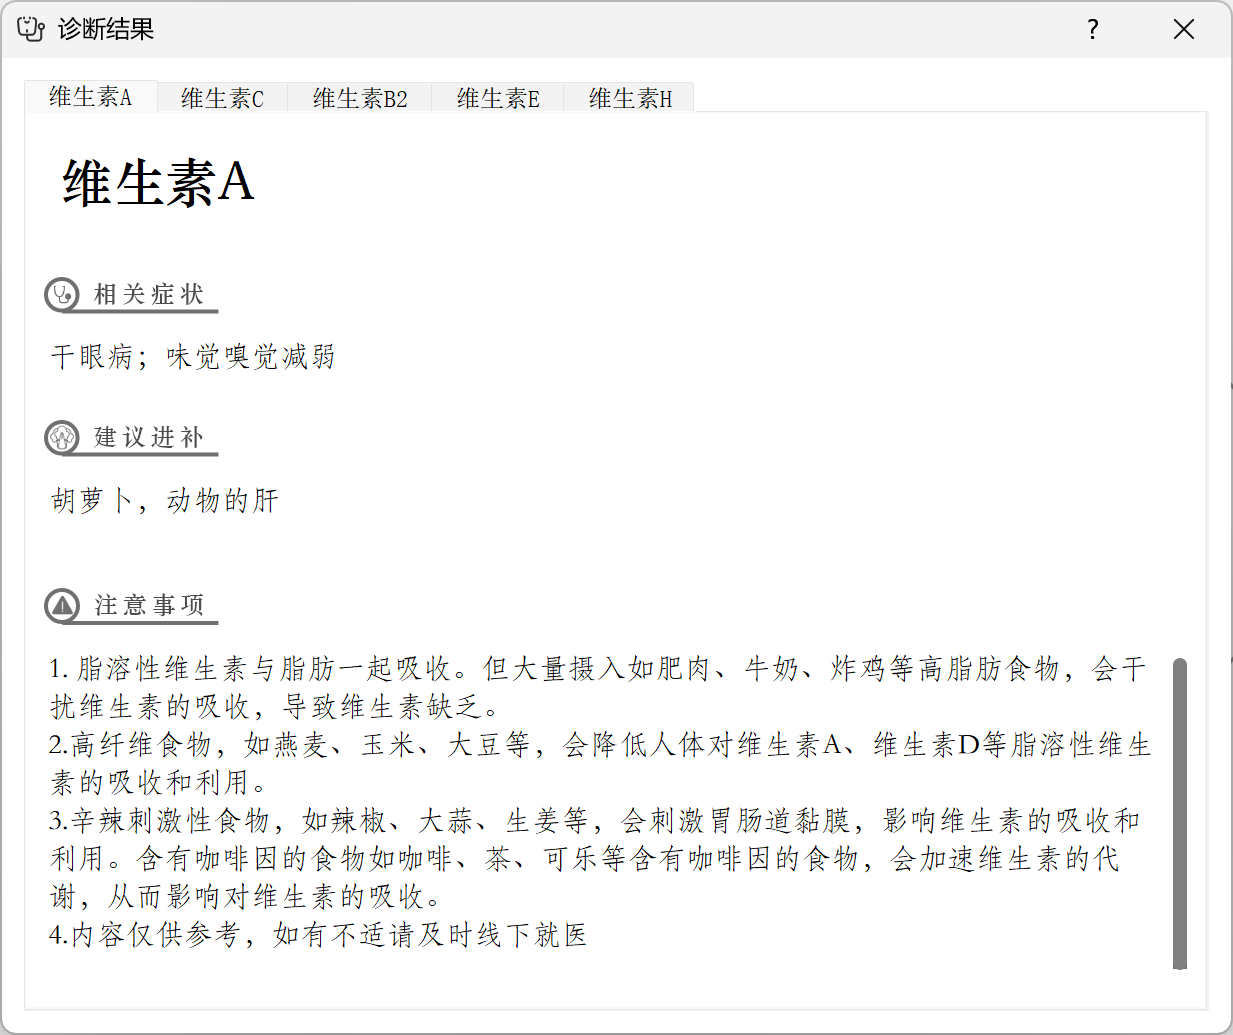 诊断结果
?
维生素A 维生素C 维生素B2 维生素E 维生素H
维生素A
相关症状
干眼病；味觉嗅觉减弱
建议进补
胡萝卜，动物的肝
注意事项
1. 脂溶性维生素与脂肪一起吸收。但大量摄入如肥肉、牛奶、炸鸡等高脂肪食物，会干
扰维生素的吸收，导致维生素缺乏。
2.高纤维食物，如燕麦、玉米、大豆等，会降低人体对维生素A、维生素D等脂溶性维生
素的吸收和利用。
3.辛辣刺激性食物，如辣椒、大蒜、生姜等，会刺激胃肠道黏膜，影响维生素的吸收和
利用。含有咖啡因的食物如咖啡、茶、可乐等含有咖啡因的食物，会加速维生素的代
谢，从而影响对维生素的吸收。
4.内容仅供参考，如有不适请及时线下就医